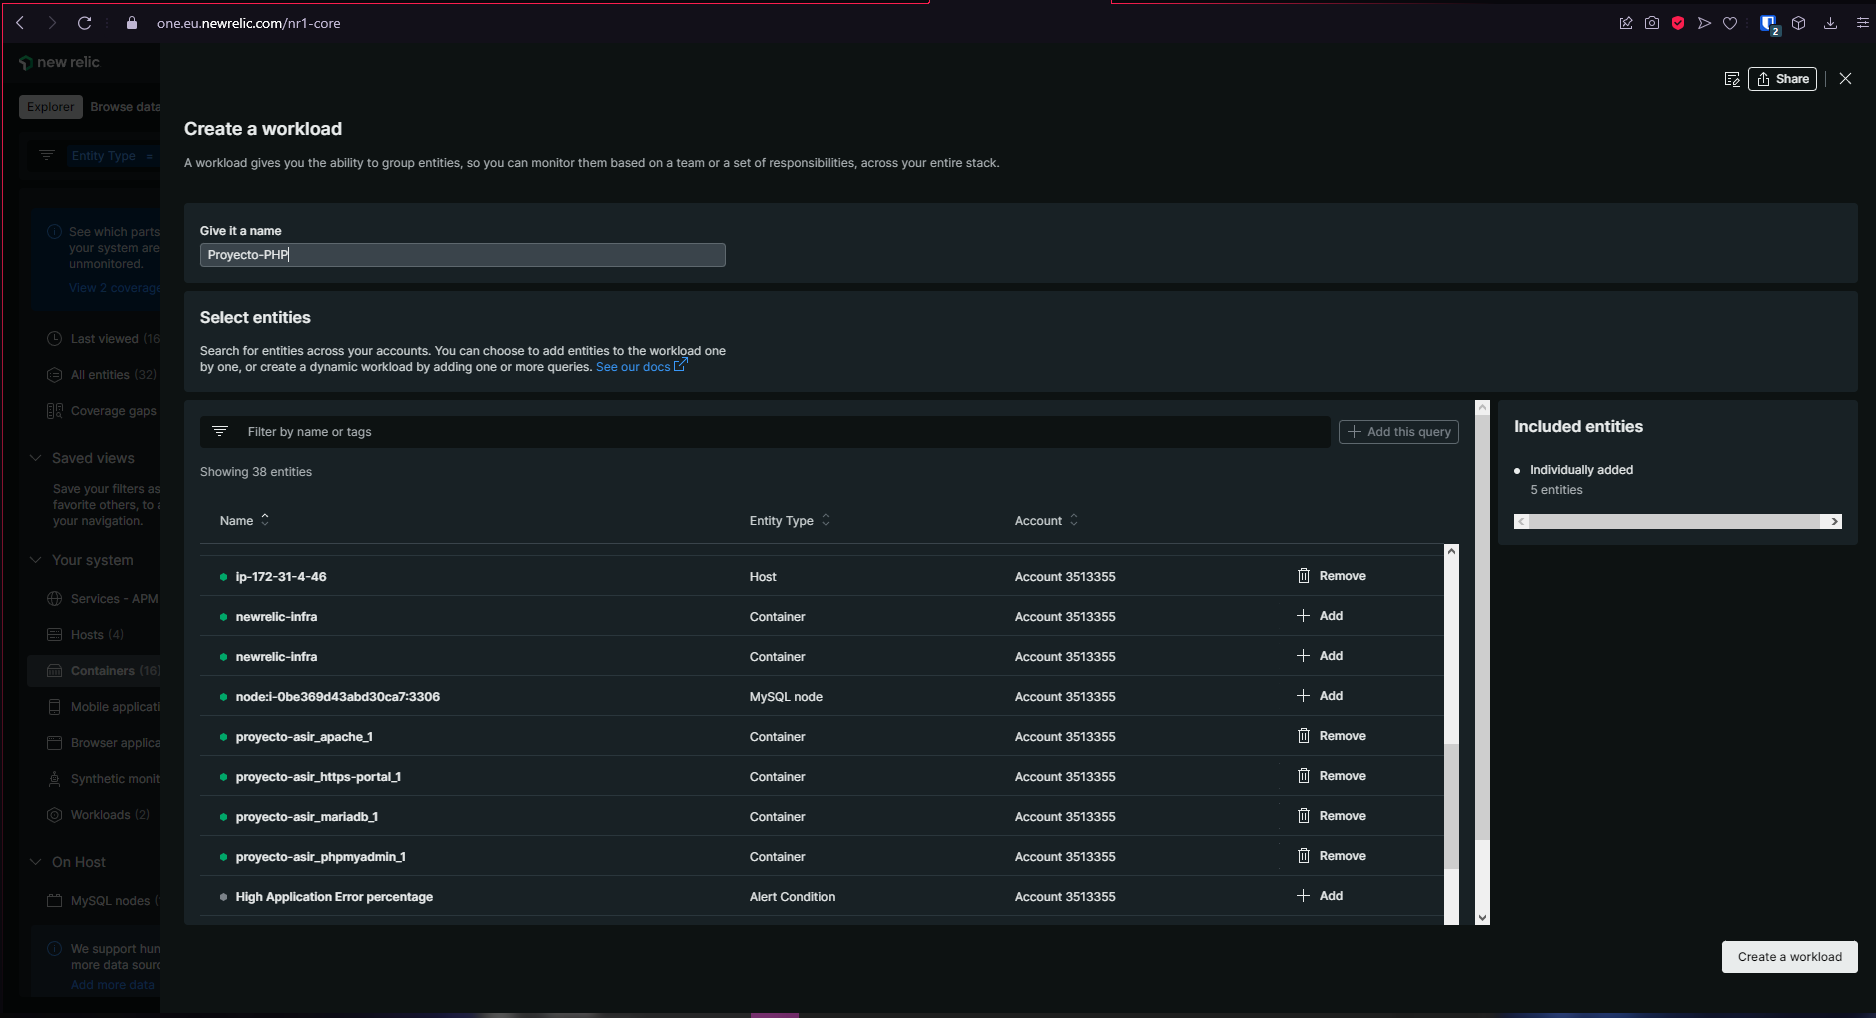 one.eu.newrelic.com/nr1-core
2
new relic
Explorer
Browse data
Entity Type =
See which parts
your system are
unmonitored.
View 2 coverage
Last viewed (16
All entities (32)
Coverage gaps
Saved views
Save your filters as
favorite others, to a
your navigation.
Your system
Services - APM
Hosts (4)
Containers (16)
Mobile applicati
Browser applica
Synthetic monit
Workloads (2)
On Host
MySQL nodes (
We support hun
more data sourc
Add more data
Share
Create a workload
A workload gives you the ability to group entities, so you can monitor them based on a team or a set of responsibilities, across your entire stack.
Give it a name
Proyecto-PHP
Select entities
Search for entities across your accounts. You can choose to add entities to the workload one
by one, or create a dynamic workload by adding one or more queries. See our docs
Filter by name or tags
Add this query
Showing 38 entities
Name Entity Type Account
ip-172-31-4-46 Host Account 3513355 Remove
newrelic-infra Container Account 3513355 Add
newrelic-infra Container Account 3513355 Add
node:i-0be369d43abd30ca7:3306 MySQL node Account 3513355 Add
proyecto-asir_apache_1 Container Account 3513355 Remove
proyecto-asir_https-portal_1 Container Account 3513355 Remove
proyecto-asir_mariadb_1 Container Account 3513355 Remove
proyecto-asir_phpmyadmin_1 Container Account 3513355 Remove
High Application Error percentage Alert Condition Account 3513355 Add
Included entities
Individually added
5 entities
Create a workload